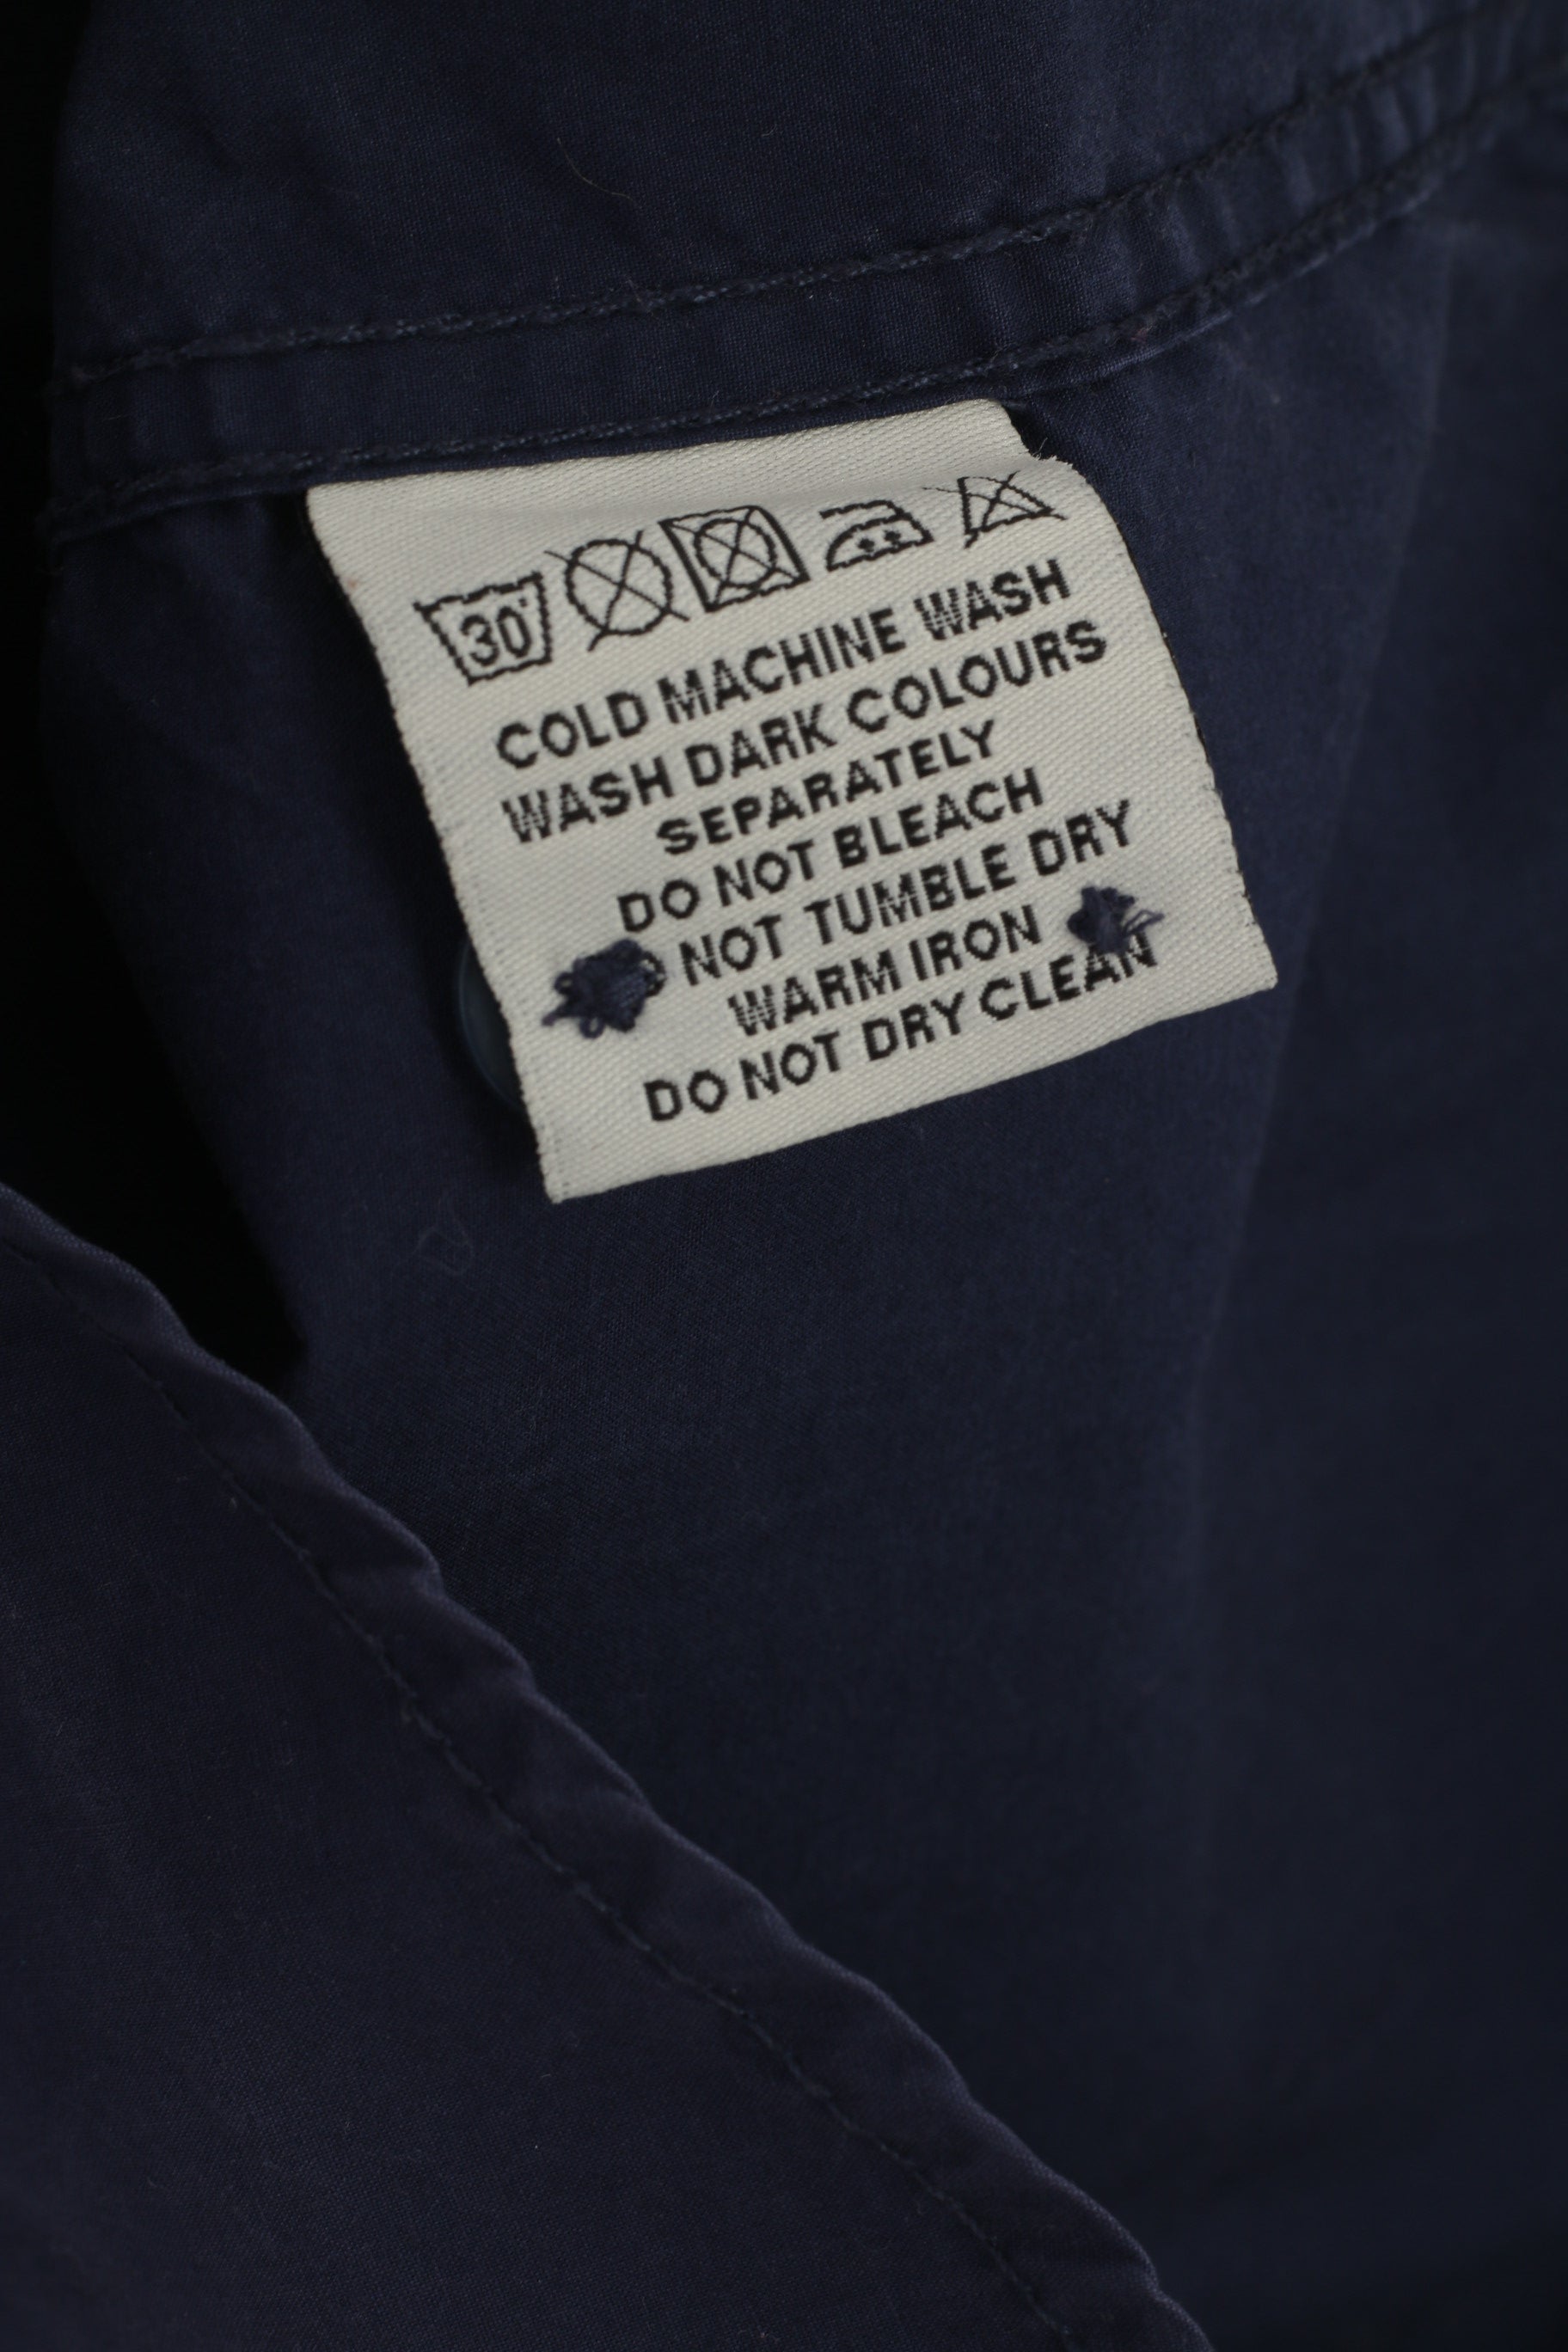 30°
COLD MACHINE WASH
WASH DARK COLOURS
SEPARATELY
DO NOT BLEACH
NOT TUMBLE DRY
WARM IRON
DO NOT DRY CLEAN